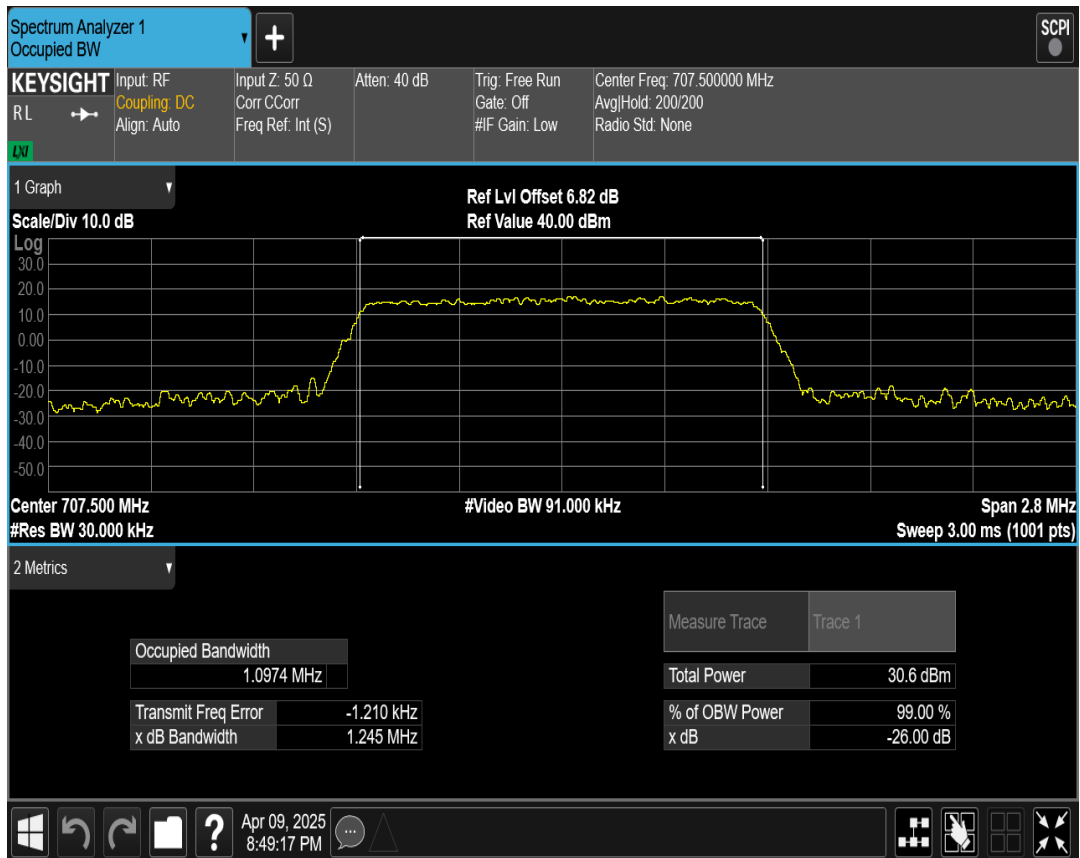 Spectrum Analyzer 1
Occupied BW
+
SCPI
KEYSIGHT
RL
LXI
Input: RF
Coupling: DC
Align: Auto
Input Z: 50 Ω
Corr CCorr
Freq Ref: Int (S)
Atten: 40 dB
Trig: Free Run
Gate: Off
#IF Gain: Low
Center Freq: 707.500000 MHz
Avg|Hold: 200/200
Radio Std: None
1 Graph
Scale/Div 10.0 dB
Ref Lvl Offset 6.82 dB
Ref Value 40.00 dBm
Log
30.0
20.0
10.0
0.00
-10.0
-20.0
-30.0
-40.0
-50.0
Center 707.500 MHz
#Res BW 30.000 kHz
#Video BW 91.000 kHz
Span 2.8 MHz
Sweep 3.00 ms (1001 pts)
2 Metrics
Measure Trace Trace 1
Occupied Bandwidth
1.0974 MHz
Total Power 30.6 dBm
Transmit Freq Error -1.210 kHz
% of OBW Power 99.00 %
x dB Bandwidth 1.245 MHz
x dB -26.00 dB
?
Apr 09, 2025
8:49:17 PM